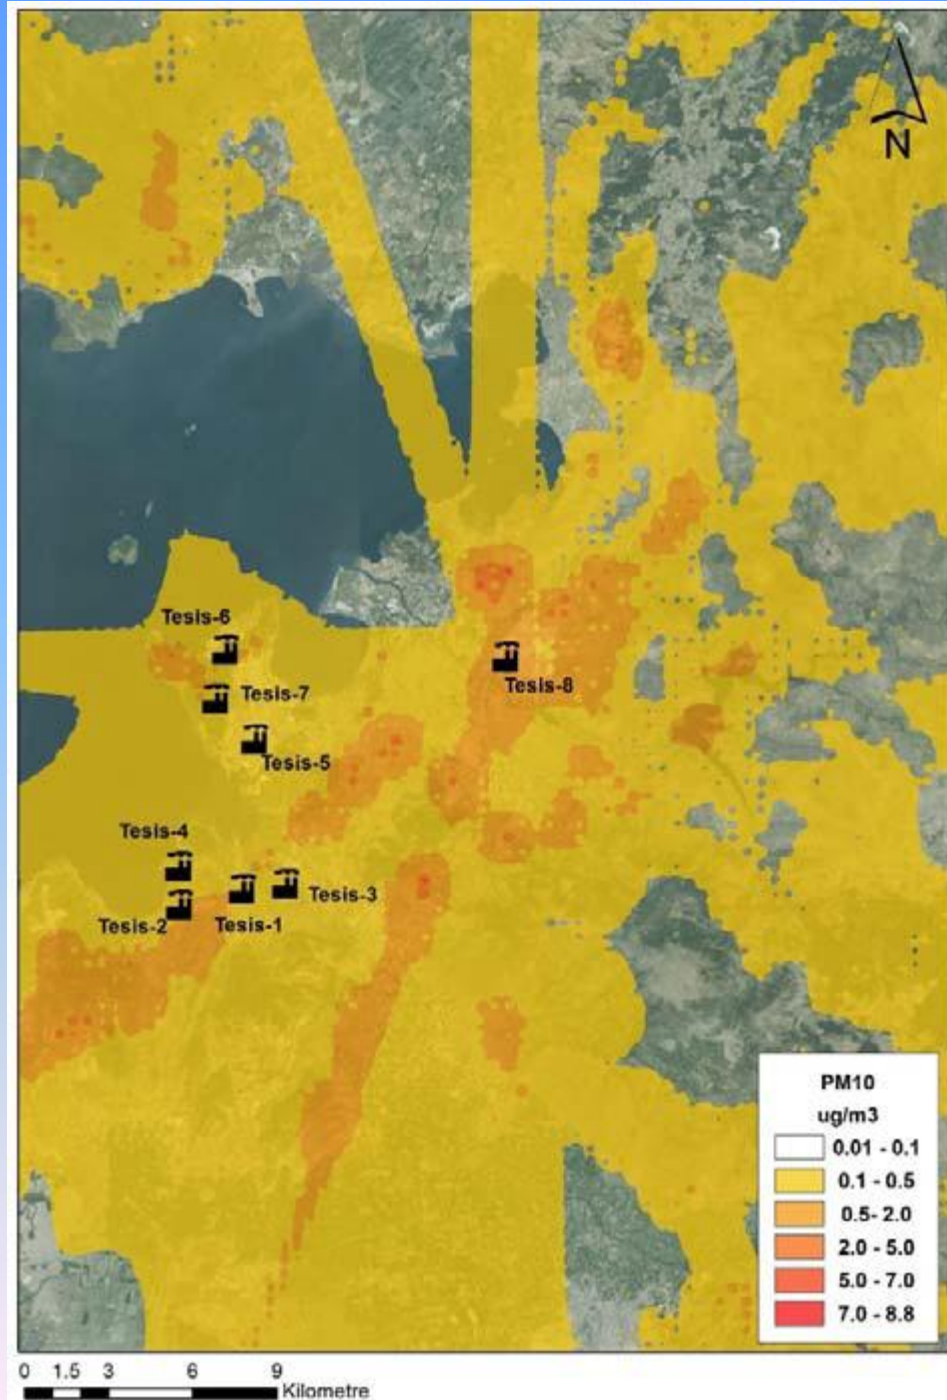 N
Tesis-6
Tesis-7
Tesis-8
Tesis-5
Tesis-4
Tesis-3
Tesis-2
Tesis-1
PM10
ug/m3
0.01 - 0.1
0.1 - 0.5
0.5- 2.0
2.0 - 5.0
5.0 - 7.0
7.0 - 8.8
0 1.5 3 6 9
Kilometre